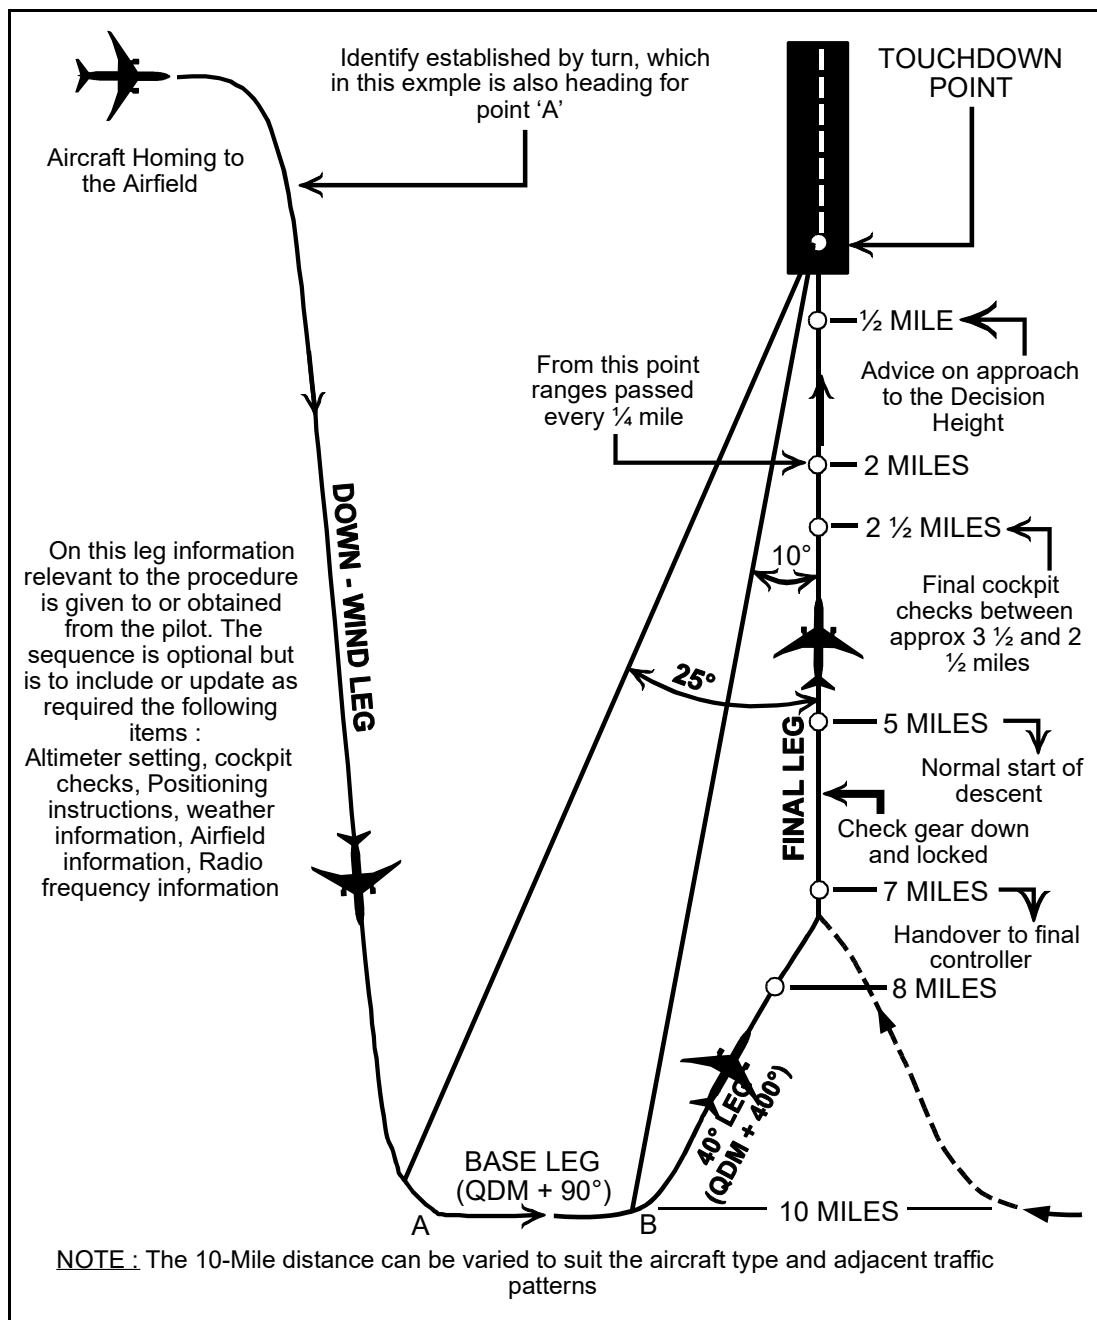 Identify established by turn, which
in this exmple is also heading for
point ‘A’
TOUCHDOWN
POINT
Aircraft Homing to
the Airfield
½ MILE
Advice on approach
to the Decision
Height
From this point
ranges passed
every ¼ mile
2 MILES
2 ½ MILES
10°
Final cockpit
checks between
approx 3 ½ and 2
½ miles
DOWN - WIND LEG
On this leg information
relevant to the procedure
is given to or obtained
from the pilot. The
sequence is optional but
is to include or update as
required the following
items :
Altimeter setting, cockpit
checks, Positioning
instructions, weather
information, Airfield
information, Radio
frequency information
25°
5 MILES
Normal start of
descent
FINAL LEG
Check gear down
and locked
7 MILES
Handover to final
controller
8 MILES
40° LEG
(QDM + 400°)
BASE LEG
(QDM + 90°)
A
B
10 MILES
NOTE : The 10-Mile distance can be varied to suit the aircraft type and adjacent traffic
patterns